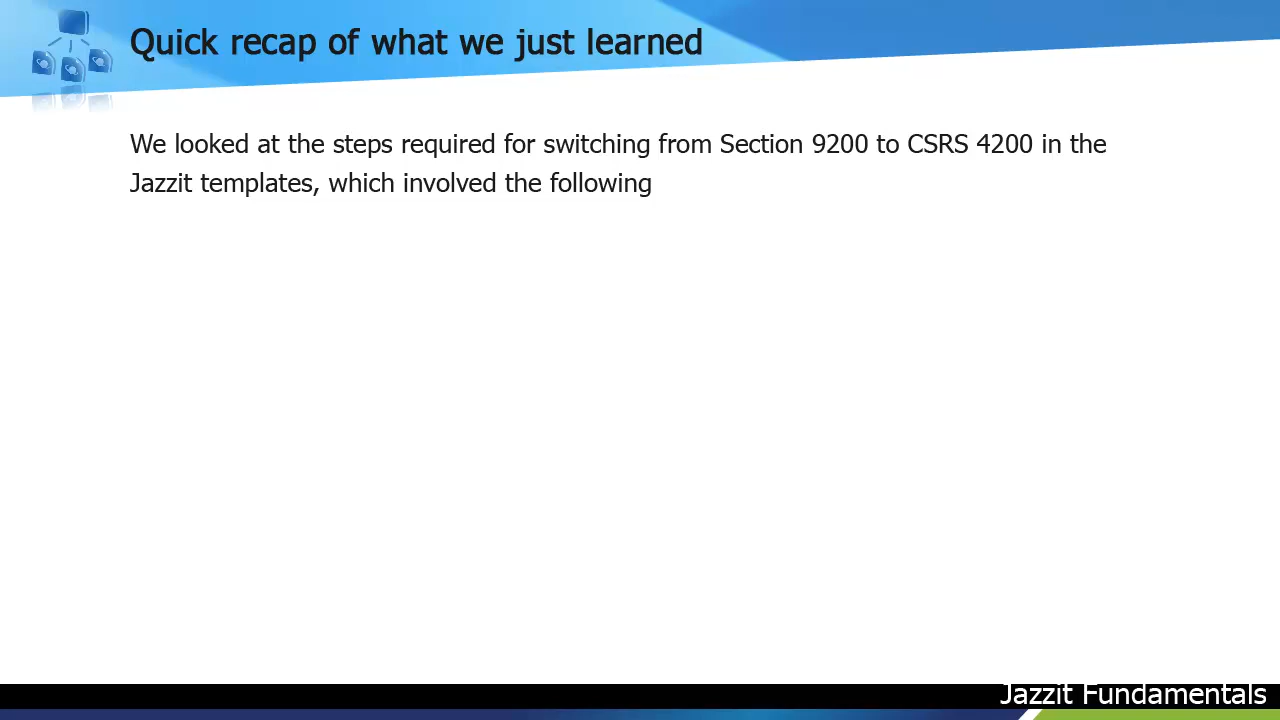 Quick recap of what we just learned
We looked at the steps required for switching from Section 9200 to CSRS 4200 in the
Jazzit templates, which involved the following
Jazzit Fundamentals